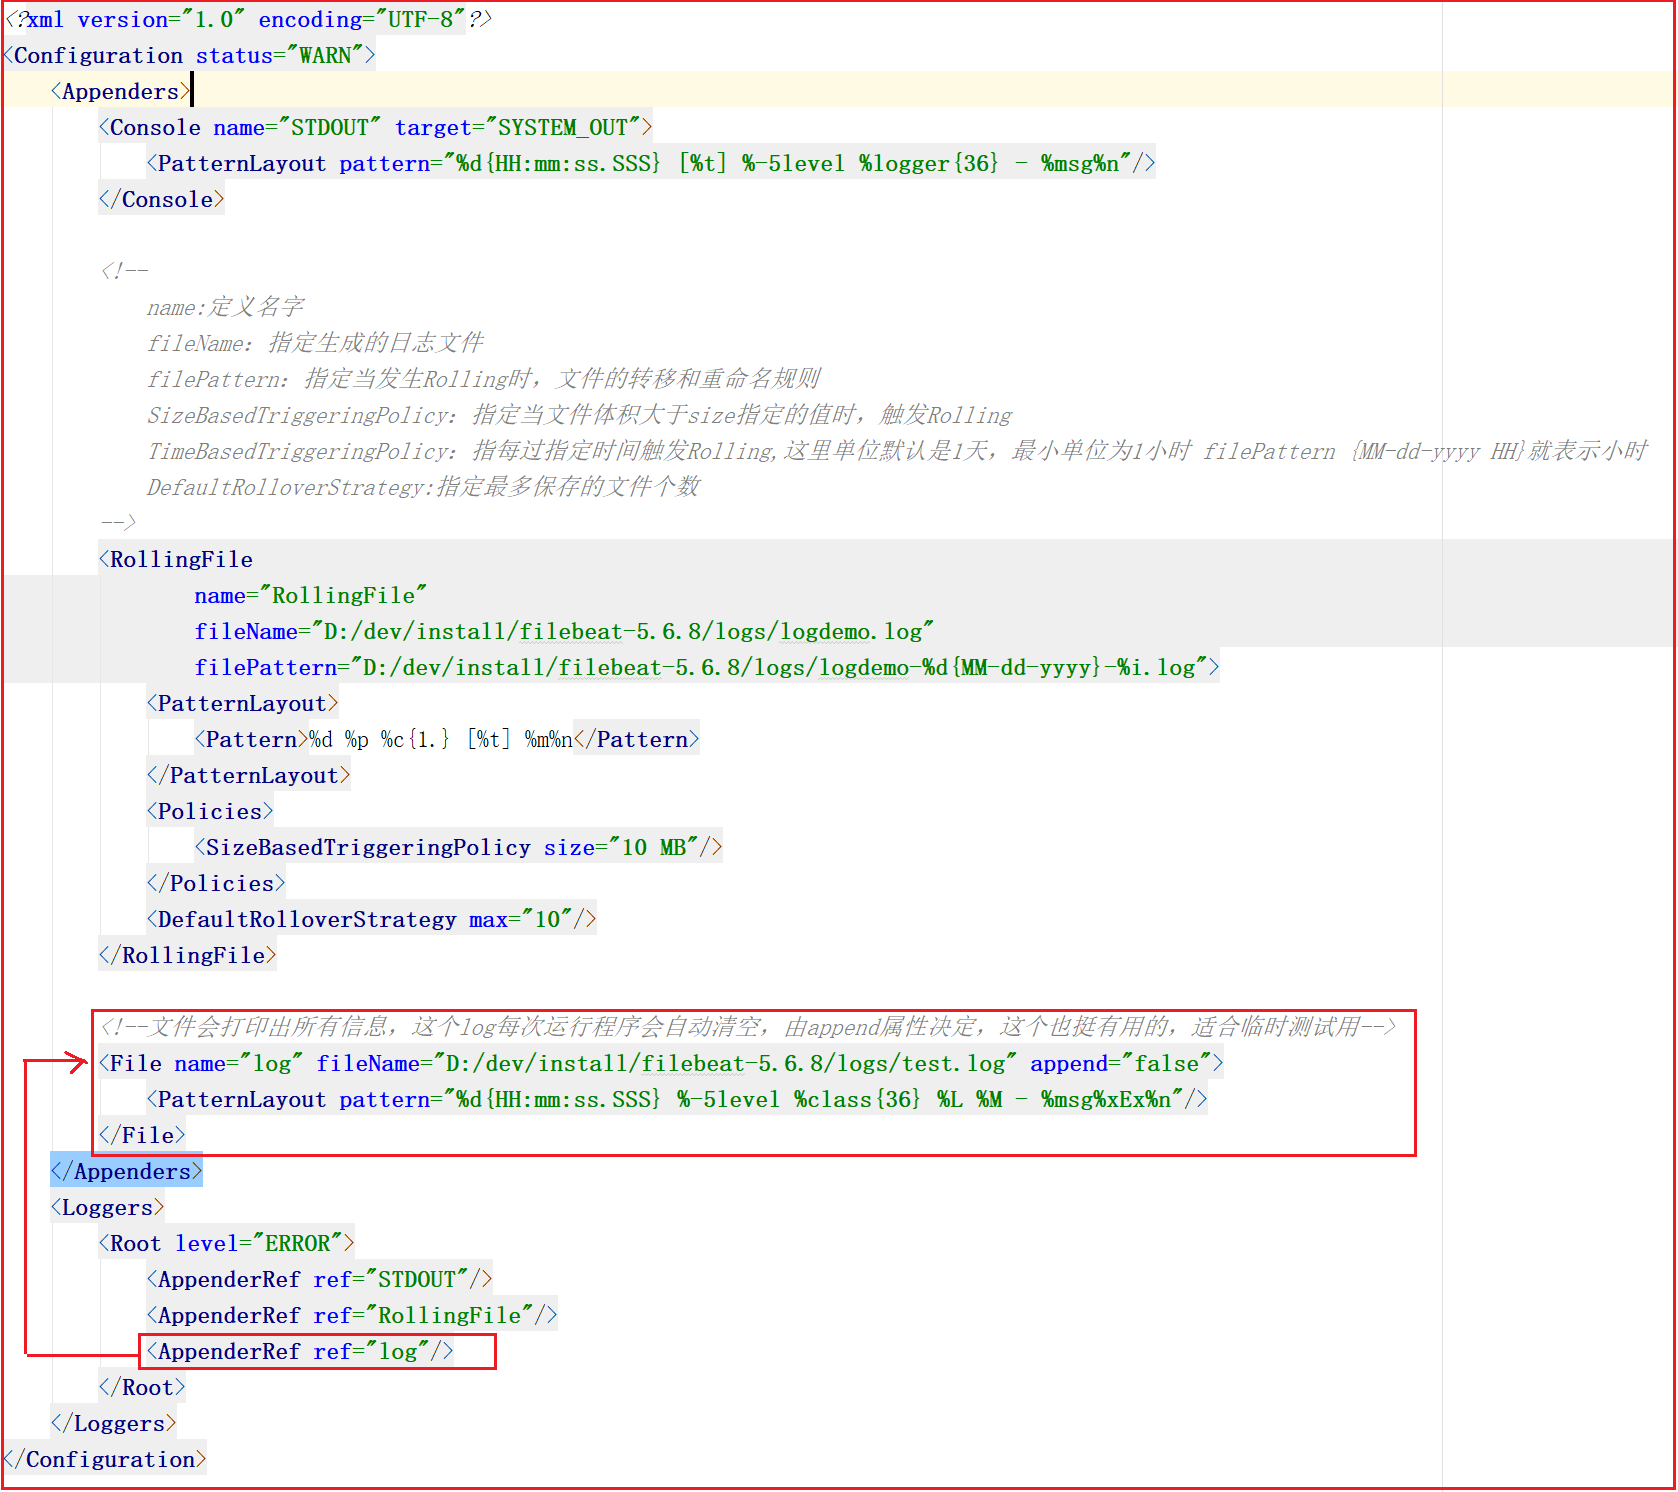 <?xml version="1.0" encoding="UTF-8"?>
<Configuration status="WARN">
    <Appenders>
        <Console name="STDOUT" target="SYSTEM_OUT">
            <PatternLayout pattern="%d{HH:mm:ss.SSS} [%t] %-5level %logger{36} - %msg%n"/>
        </Console>

        <!--
            name:定义名字
            fileName: 指定生成的日志文件
            filePattern: 指定当发生Rolling时，文件的转移和重命名规则
            SizeBasedTriggeringPolicy: 指定当文件体积大于size指定的值时，触发Rolling
            TimeBasedTriggeringPolicy: 指每过指定时间触发Rolling,这里单位默认是1天，最小单位为1小时 filePattern {MM-dd-yyyy HH}就表示小时
            DefaultRolloverStrategy:指定最多保存的文件个数
        -->
        <RollingFile
                name="RollingFile"
                fileName="D:/dev/install/filebeat-5.6.8/logs/logdemo.log"
                filePattern="D:/dev/install/filebeat-5.6.8/logs/logdemo-%d{MM-dd-yyyy}-%i.log">
            <PatternLayout>
                <Pattern>%d %p %c{1.} [%t] %m%n</Pattern>
            </PatternLayout>
            <Policies>
                <SizeBasedTriggeringPolicy size="10 MB"/>
            </Policies>
            <DefaultRolloverStrategy max="10"/>
        </RollingFile>

        <!--文件会打印出所有信息，这个log每次运行程序会自动清空，由append属性决定，这个也挺有用的，适合临时测试用-->
        <File name="log" fileName="D:/dev/install/filebeat-5.6.8/logs/test.log" append="false">
            <PatternLayout pattern="%d{HH:mm:ss.SSS} %-5level %class{36} %L %M - %msg%xEx%n"/>
        </File>
    </Appenders>
    <Loggers>
        <Root level="ERROR">
            <AppenderRef ref="STDOUT"/>
            <AppenderRef ref="RollingFile"/>
            <AppenderRef ref="log"/>
        </Root>
    </Loggers>
</Configuration>